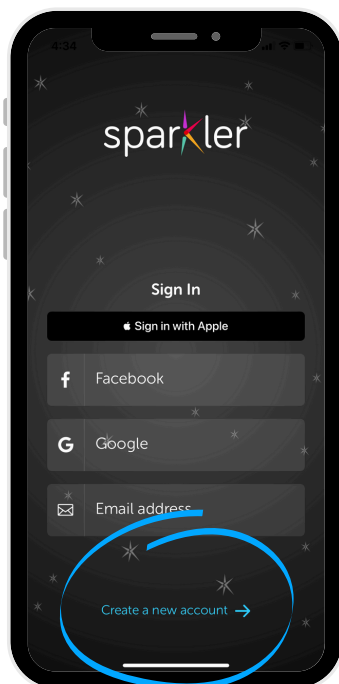 4:34
sparkler
Sign In
Sign in with Apple
f Facebook
G Google
Email address
Create a new account →